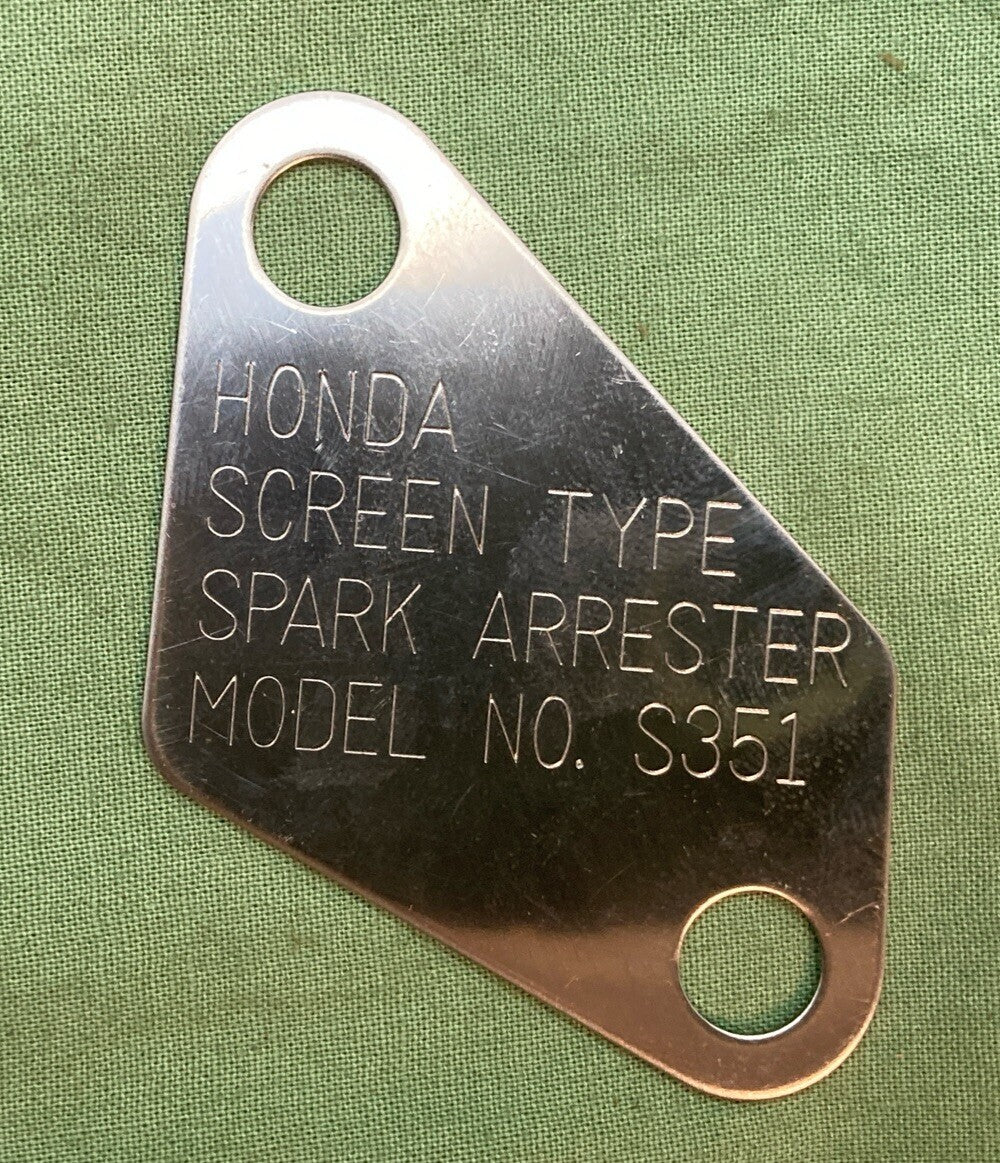 HONDA
SCREEN TYPE
SPARK ARRESTER
MODEL NO. S351